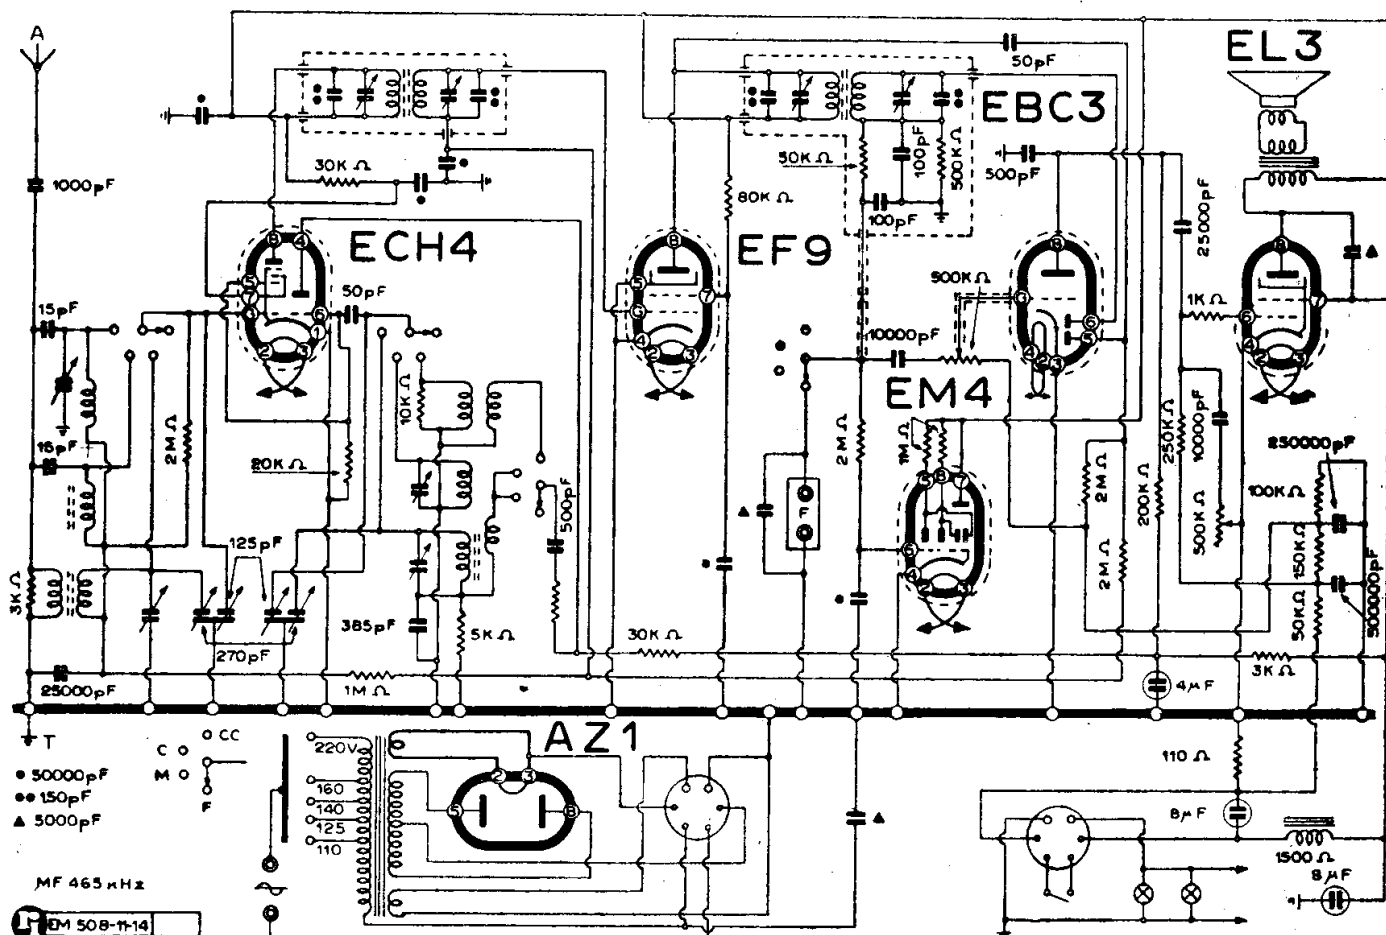 A
EL3
50pF
EBC3
30KΩ
50KΩ
100pF
500KΩ
500pF
1000pF
80KΩ
100pF
25000pF
ECH4
EF9
▲
50pF
500KΩ
15pF
1KΩ
10000pF
10KΩ
EM4
2MΩ
15pF
20KΩ
2MΩ
1MΩ
2MΩ
200KΩ
250KΩ
10000pF
250000pF
500pF
F
100KΩ
500KΩ
125pF
2MΩ
150KΩ
3KΩ
500000pF
50KΩ
385pF
5KΩ
30KΩ
270pF
3KΩ
25000pF
1MΩ
4µF
T
C
M
CC
F
220V
160
140
125
110
AZ1
110Ω
● 50000pF
●● 150pF
▲ 5000pF
8µF
1500Ω
8µF
MF 465 KHz
EM 508-11-14